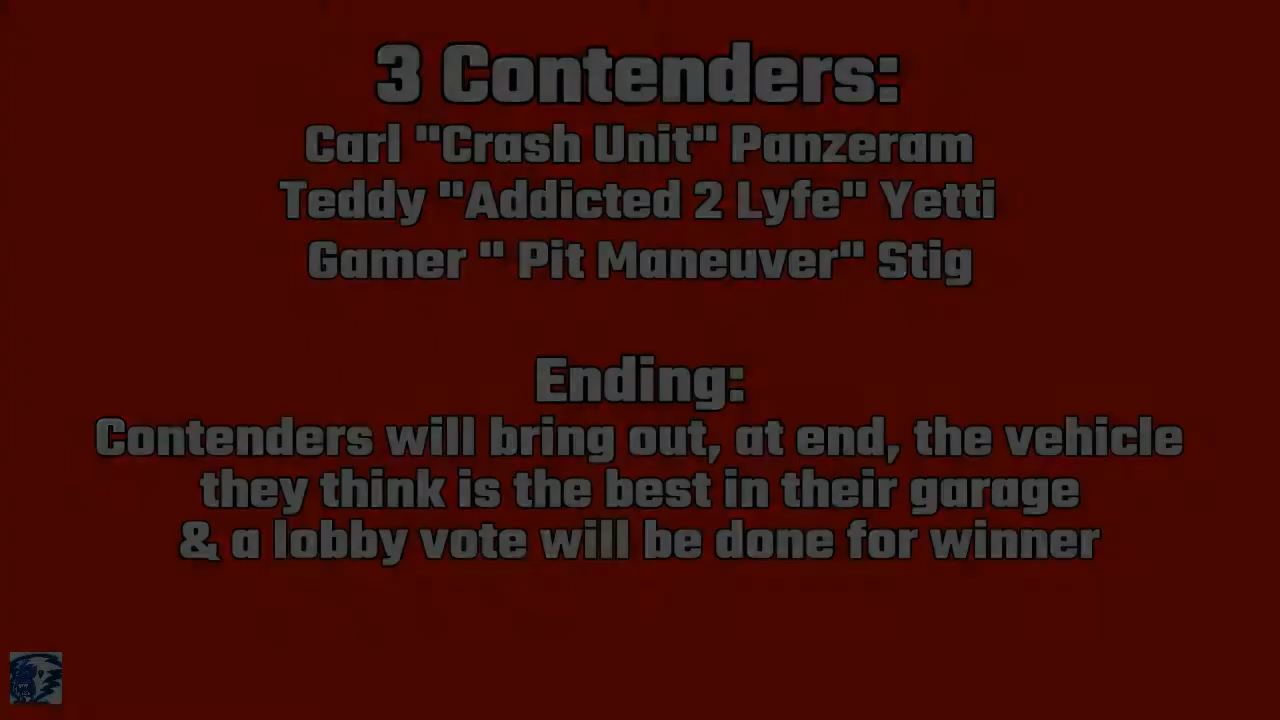 3 Contenders:
Carl "Crash Unit" Panzeram
Teddy "Addicted 2 Lyfe" Yetti
Gamer " Pit Maneuver" Stig
Ending:
Contenders will bring out, at end, the vehicle
they think is the best in their garage
& a lobby vote will be done for winner